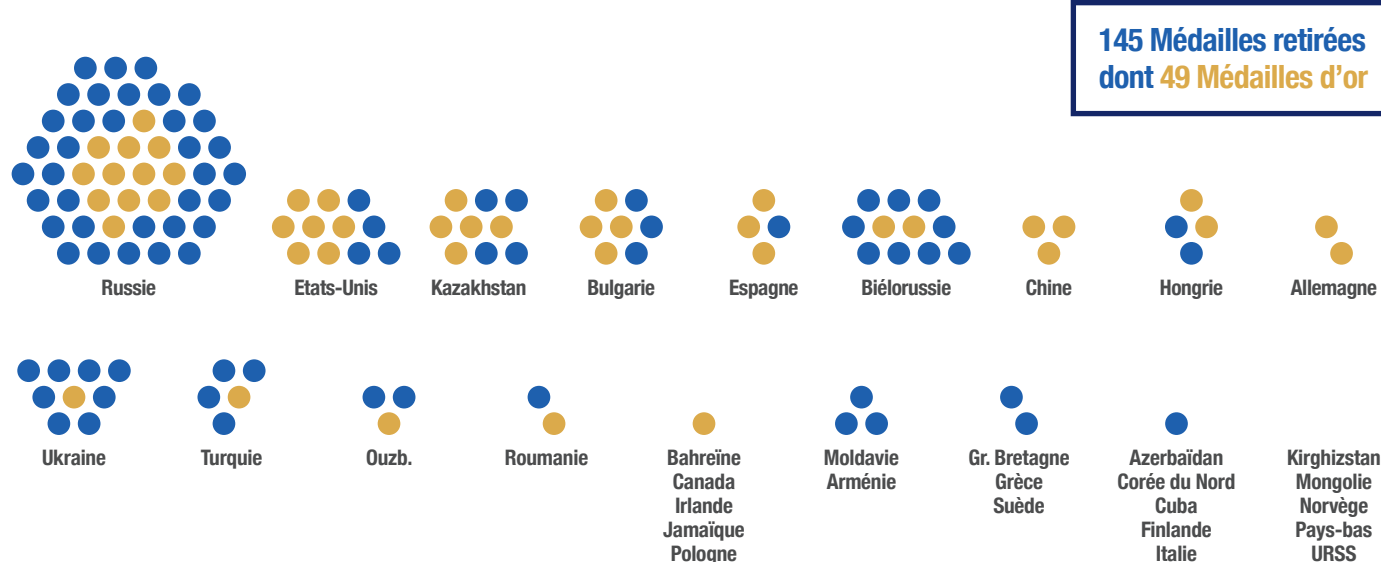 145 Médailles retirées
dont 49 Médailles d'or
Russie
Etats-Unis
Kazakhstan
Bulgarie
Espagne
Biélorussie
Chine
Hongrie
Allemagne
Ukraine
Turquie
Ouzb.
Roumanie
Bahreïne
Canada
Irlande
Jamaïque
Pologne
Moldavie
Arménie
Gr. Bretagne
Grèce
Suède
Azerbaïdan
Corée du Nord
Cuba
Finlande
Italie
Kirghizstan
Mongolie
Norvège
Pays-bas
URSS